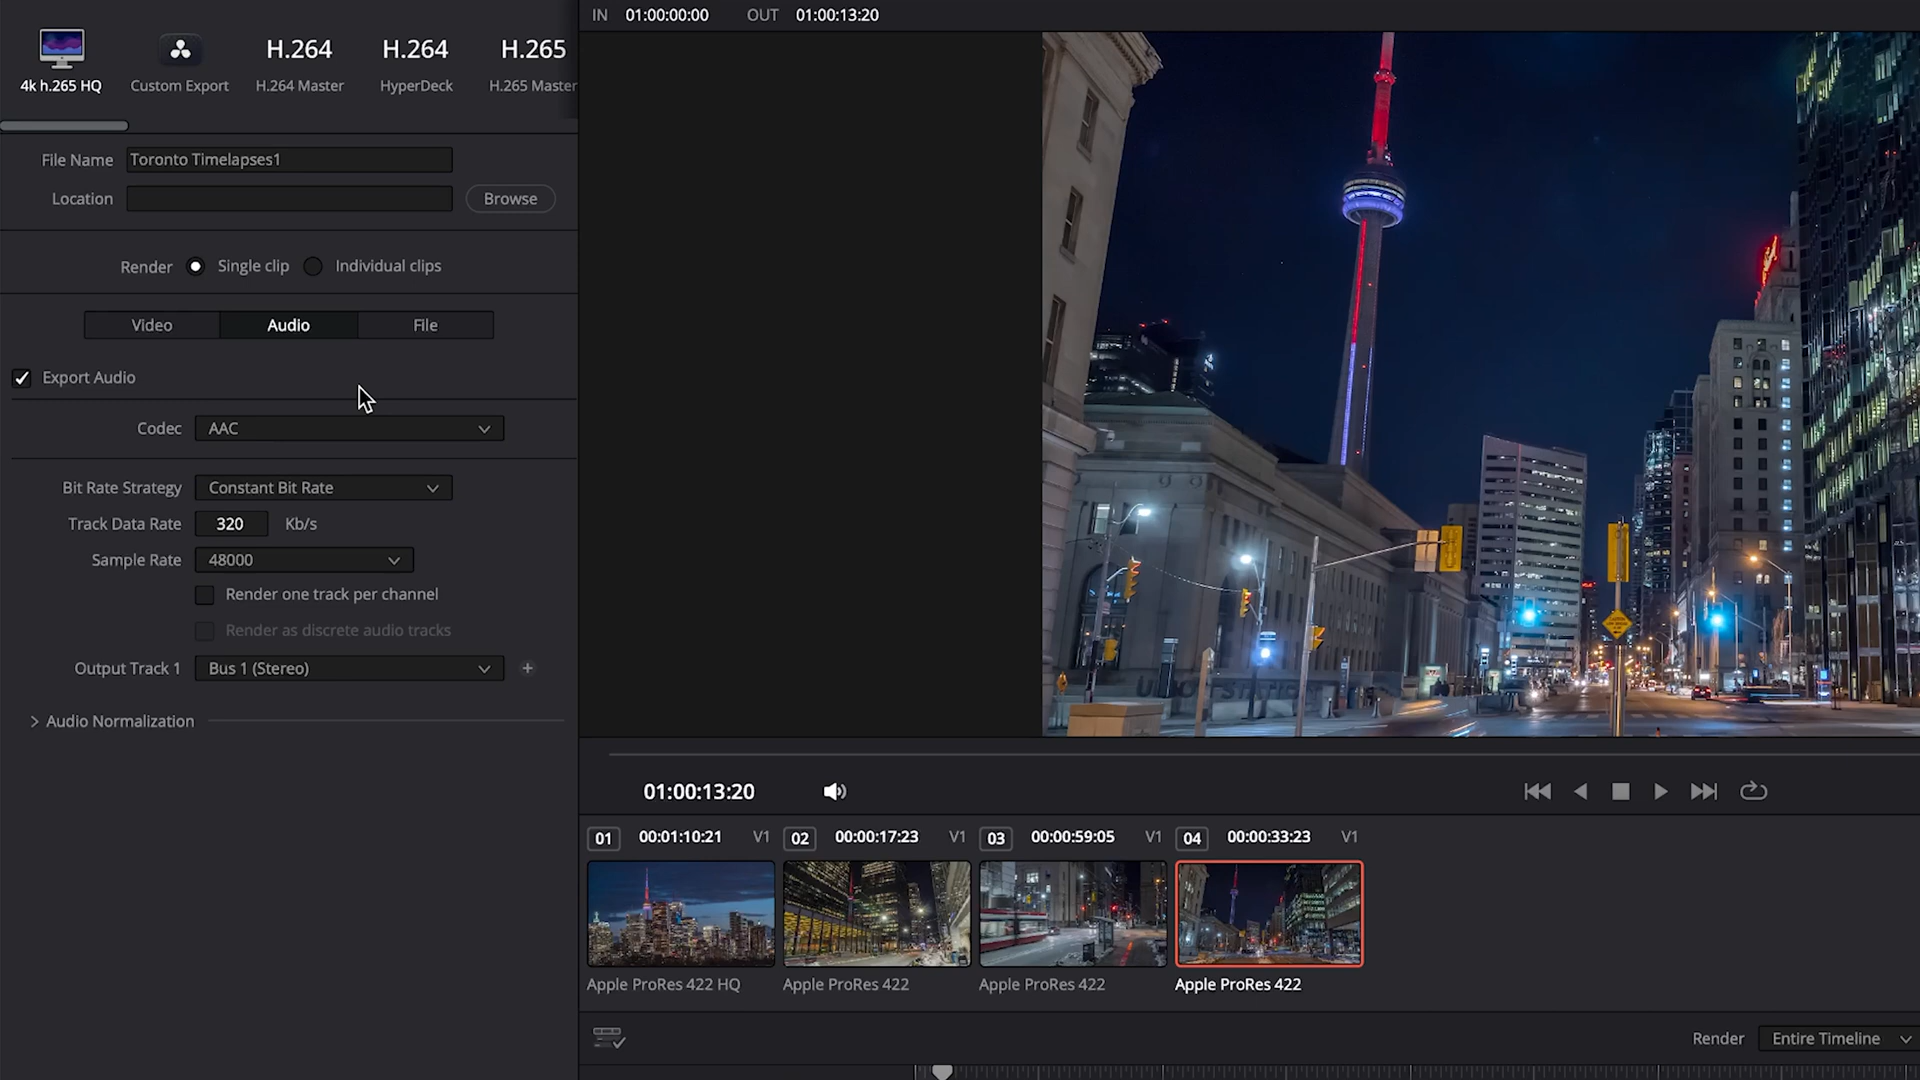 IN 01:00:00:00 OUT 01:00:13:20
H.264 H.264 H.265
4k h.265 HQ Custom Export H.264 Master HyperDeck H.265 Master
File Name Toronto Timelapses1
Location Browse
Render Single clip Individual clips
Video Audio File
Export Audio
Codec AAC
Bit Rate Strategy Constant Bit Rate
Track Data Rate 320 Kb/s
Sample Rate 48000
Render one track per channel
Render as discrete audio tracks
Output Track 1 Bus 1 (Stereo) +
Audio Normalization
01:00:13:20
01 00:01:10:21 V1 02 00:00:17:23 V1 03 00:00:59:05 V1 04 00:00:33:23 V1
Apple ProRes 422 HQ Apple ProRes 422 Apple ProRes 422 Apple ProRes 422
Render Entire Timeline